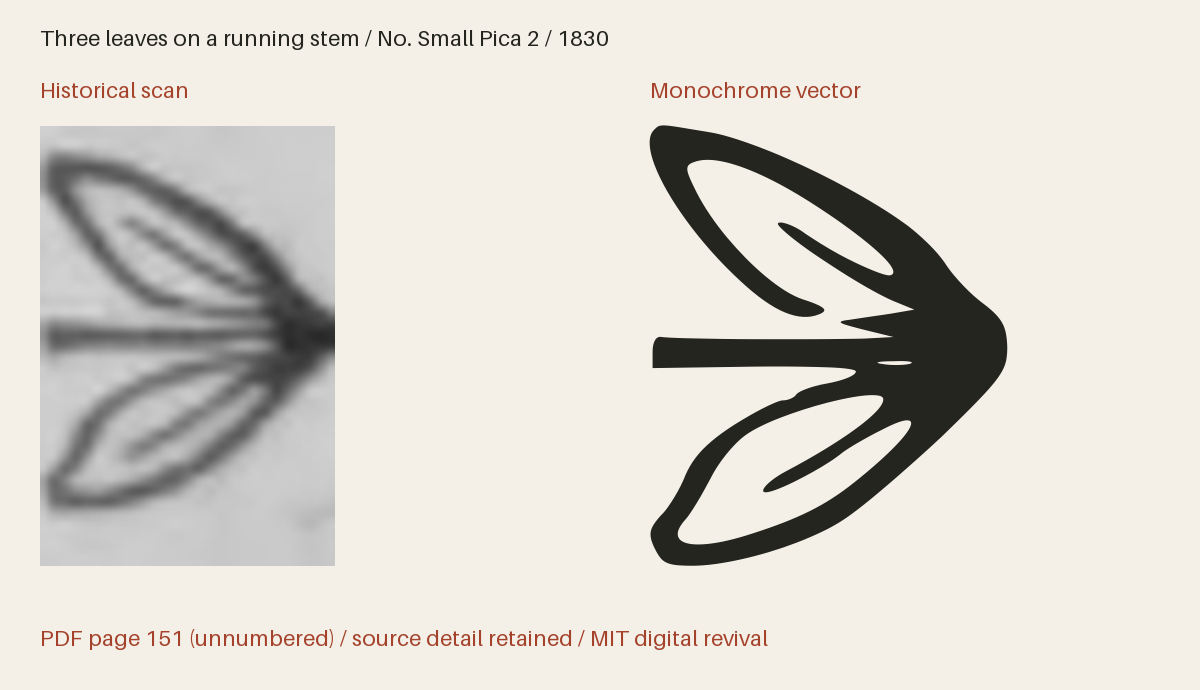 Three leaves on a running stem / No. Small Pica 2 / 1830
Historical scan
Monochrome vector
PDF page 151 (unnumbered) / source detail retained / MIT digital revival